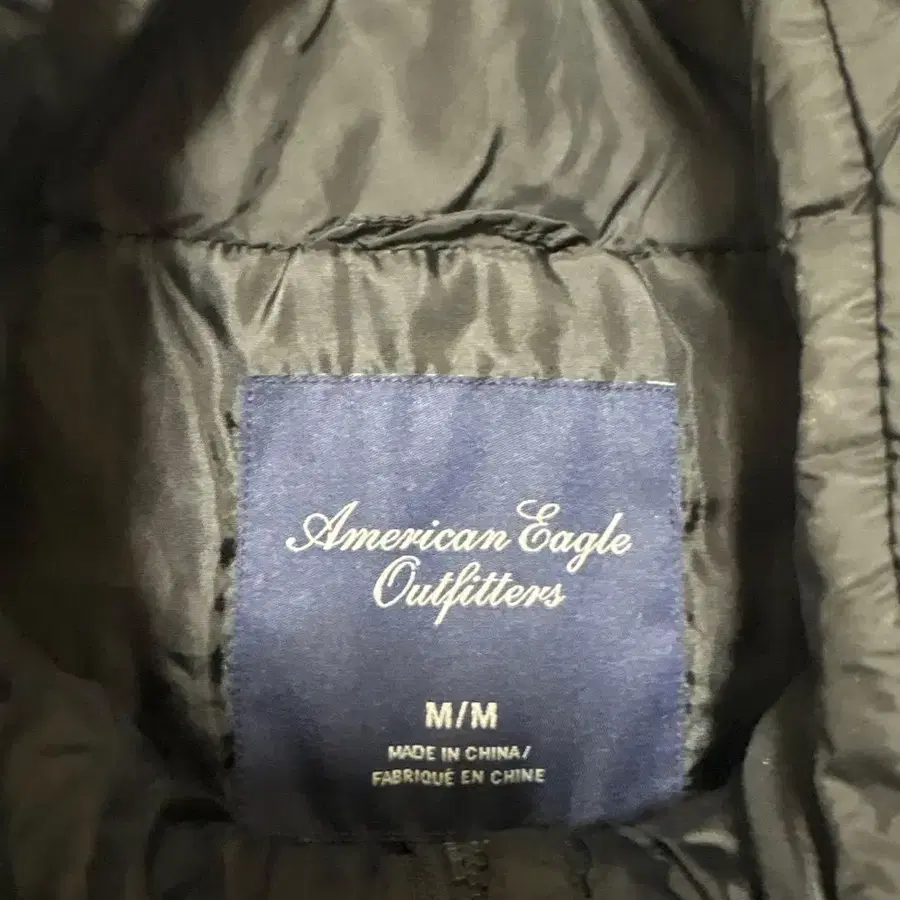 American Eagle
Outfitters
M/M
MADE IN CHINA/
FABRIQUÉ EN CHINE